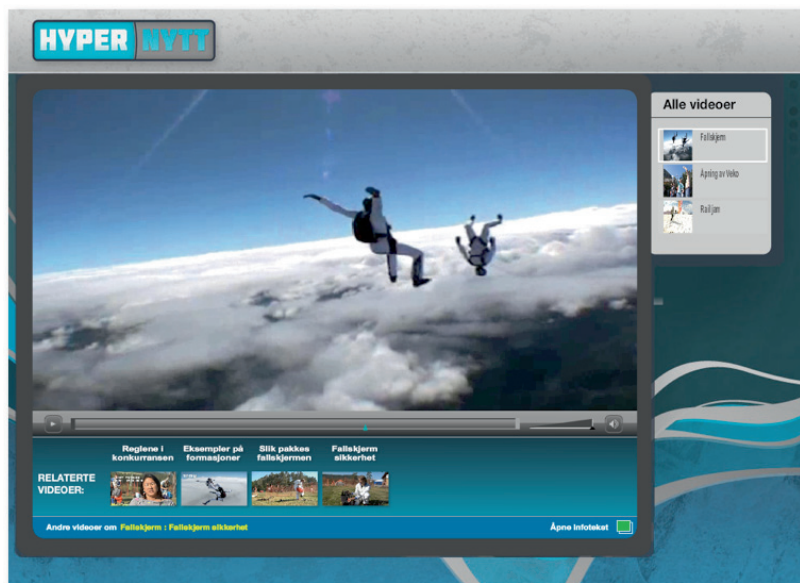 HYPER NYTT
Alle videoer
Fallskjerm
Åpning av Veko
Reglene i konkurransen
Eksempler på formasjoner
Slik pakkes fallskjermen
Fallskjerm sikkerhet
RELATERTE
VIDEOER:
Andre videoer om Fallskjerm : Fallskjerm sikkerhet
Åpne Infoteket